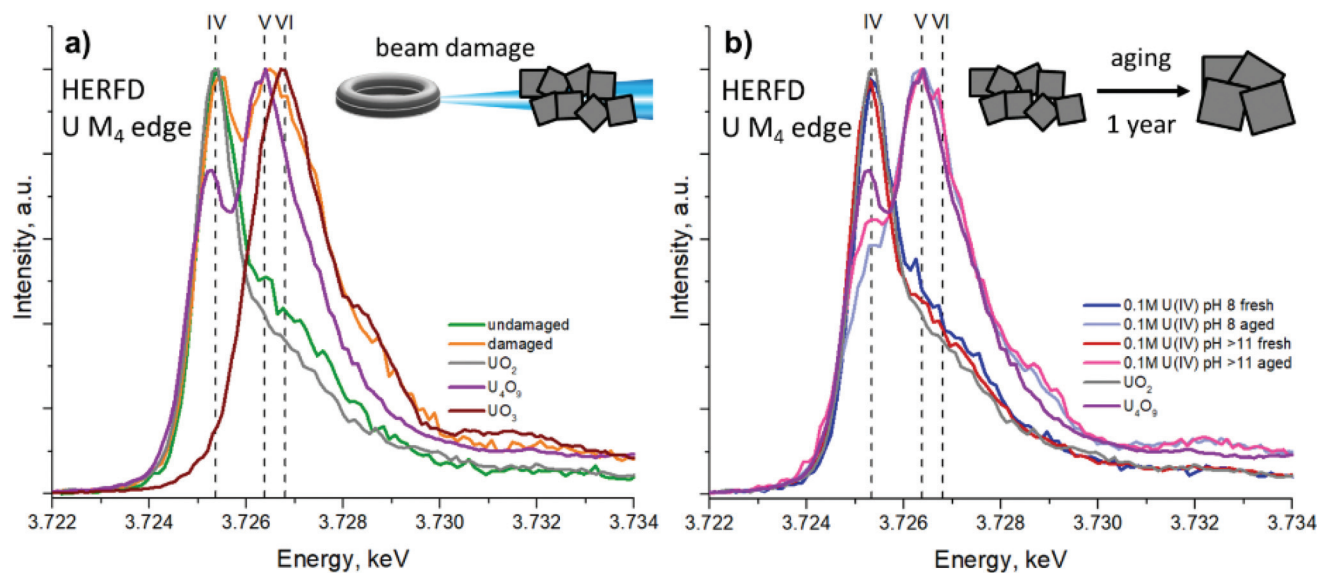 a)
HERFD
U M₄ edge
IV
V
VI
beam damage
Intensity, a.u.
undamaged
damaged
UO₂
U₄O₉
UO₃
3.722
3.724
3.726
3.728
3.730
3.732
3.734
Energy, keV
b)
HERFD
U M₄ edge
IV
V
VI
aging
1 year
Intensity, a.u.
0.1M U(IV) pH 8 fresh
0.1M U(IV) pH 8 aged
0.1M U(IV) pH >11 fresh
0.1M U(IV) pH >11 aged
UO₂
U₄O₉
3.722
3.724
3.726
3.728
3.730
3.732
3.734
Energy, keV